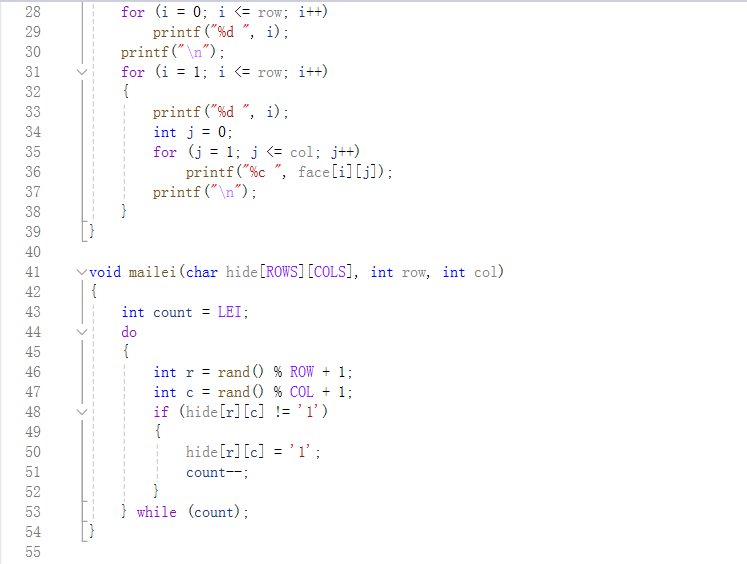 28 for (i = 0; i <= row; i++)
29 printf("%d ", i);
30 printf("\n");
31 for (i = 1; i <= row; i++)
32 {
33 printf("%d ", i);
34 int j = 0;
35 for (j = 1; j <= col; j++)
36 printf("%c ", face[i][j]);
37 printf("\n");
38 }
39 }
40
41 void mailei(char hide[ROWS][COLS], int row, int col)
42 {
43 int count = LEI;
44 do
45 {
46 int r = rand() % ROW + 1;
47 int c = rand() % COL + 1;
48 if (hide[r][c] != '1')
49 {
50 hide[r][c] = '1';
51 count--;
52 }
53 } while (count);
54 }
55